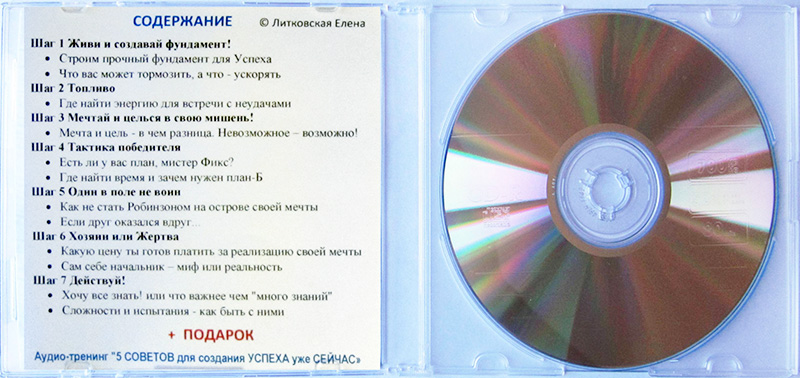 СОДЕРЖАНИЕ © Литковская Елена
Шаг 1 Живи и создавай фундамент!
• Строим прочный фундамент для Успеха
• Что вас может тормозить, а что - ускорять
Шаг 2 Топливо
• Где найти энергию для встречи с неудачами
Шаг 3 Мечтай и целься в свою мишень!
• Мечта и цель - в чем разница. Невозможное – возможно!
Шаг 4 Тактика победителя
• Есть ли у вас план, мистер Фикс?
• Где найти время и зачем нужен план-Б
Шаг 5 Один в поле не воин
• Как не стать Робинзоном на острове своей мечты
• Если друг оказался вдруг...
Шаг 6 Хозяин или Жертва
• Какую цену ты готов платить за реализацию своей мечты
• Сам себе начальник – миф или реальность
Шаг 7 Действуй!
• Хочу все знать! или что важнее чем "много знаний"
• Сложности и испытания - как быть с ними
+ ПОДАРОК
Аудио-тренинг "5 СОВЕТОВ для создания УСПЕХА уже СЕЙЧАС»